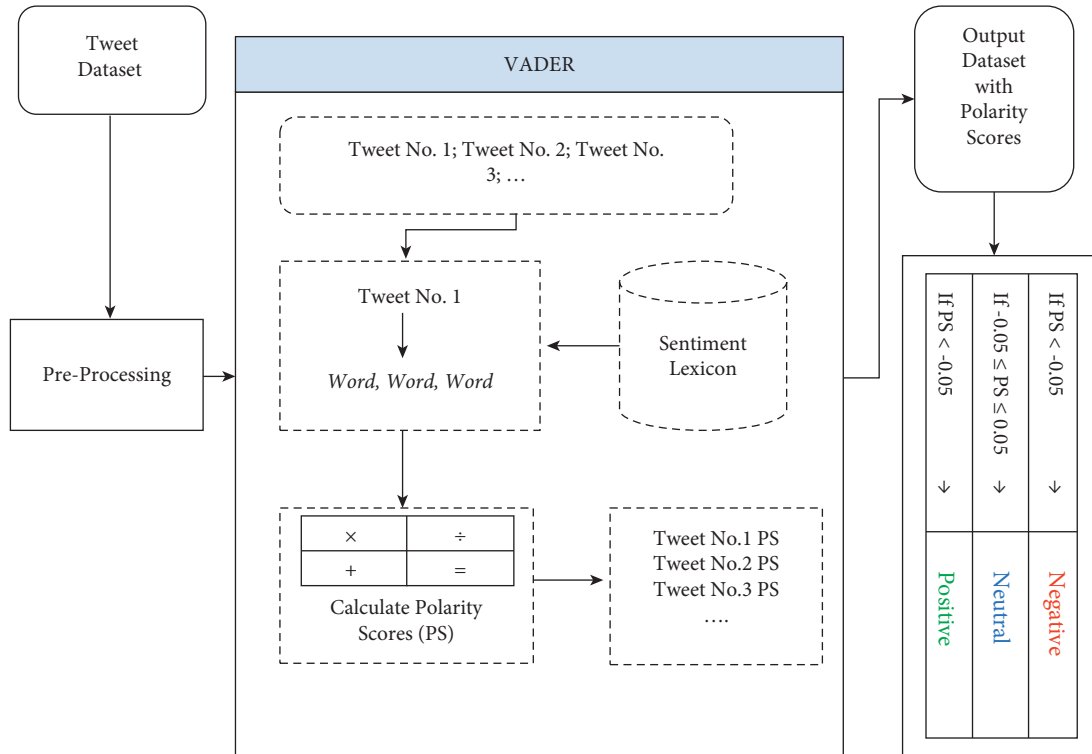 Tweet
Dataset
Pre-Processing
VADER
Tweet No. 1; Tweet No. 2; Tweet No.
3; …
Tweet No. 1
Word, Word, Word
Sentiment
Lexicon
× ÷
+ =
Calculate Polarity
Scores (PS)
Tweet No.1 PS
Tweet No.2 PS
Tweet No.3 PS
….
Output
Dataset
with
Polarity
Scores
If PS < -0.05 → Positive
If -0.05 ≤ PS ≤ 0.05 → Neutral
If PS < -0.05 → Negative